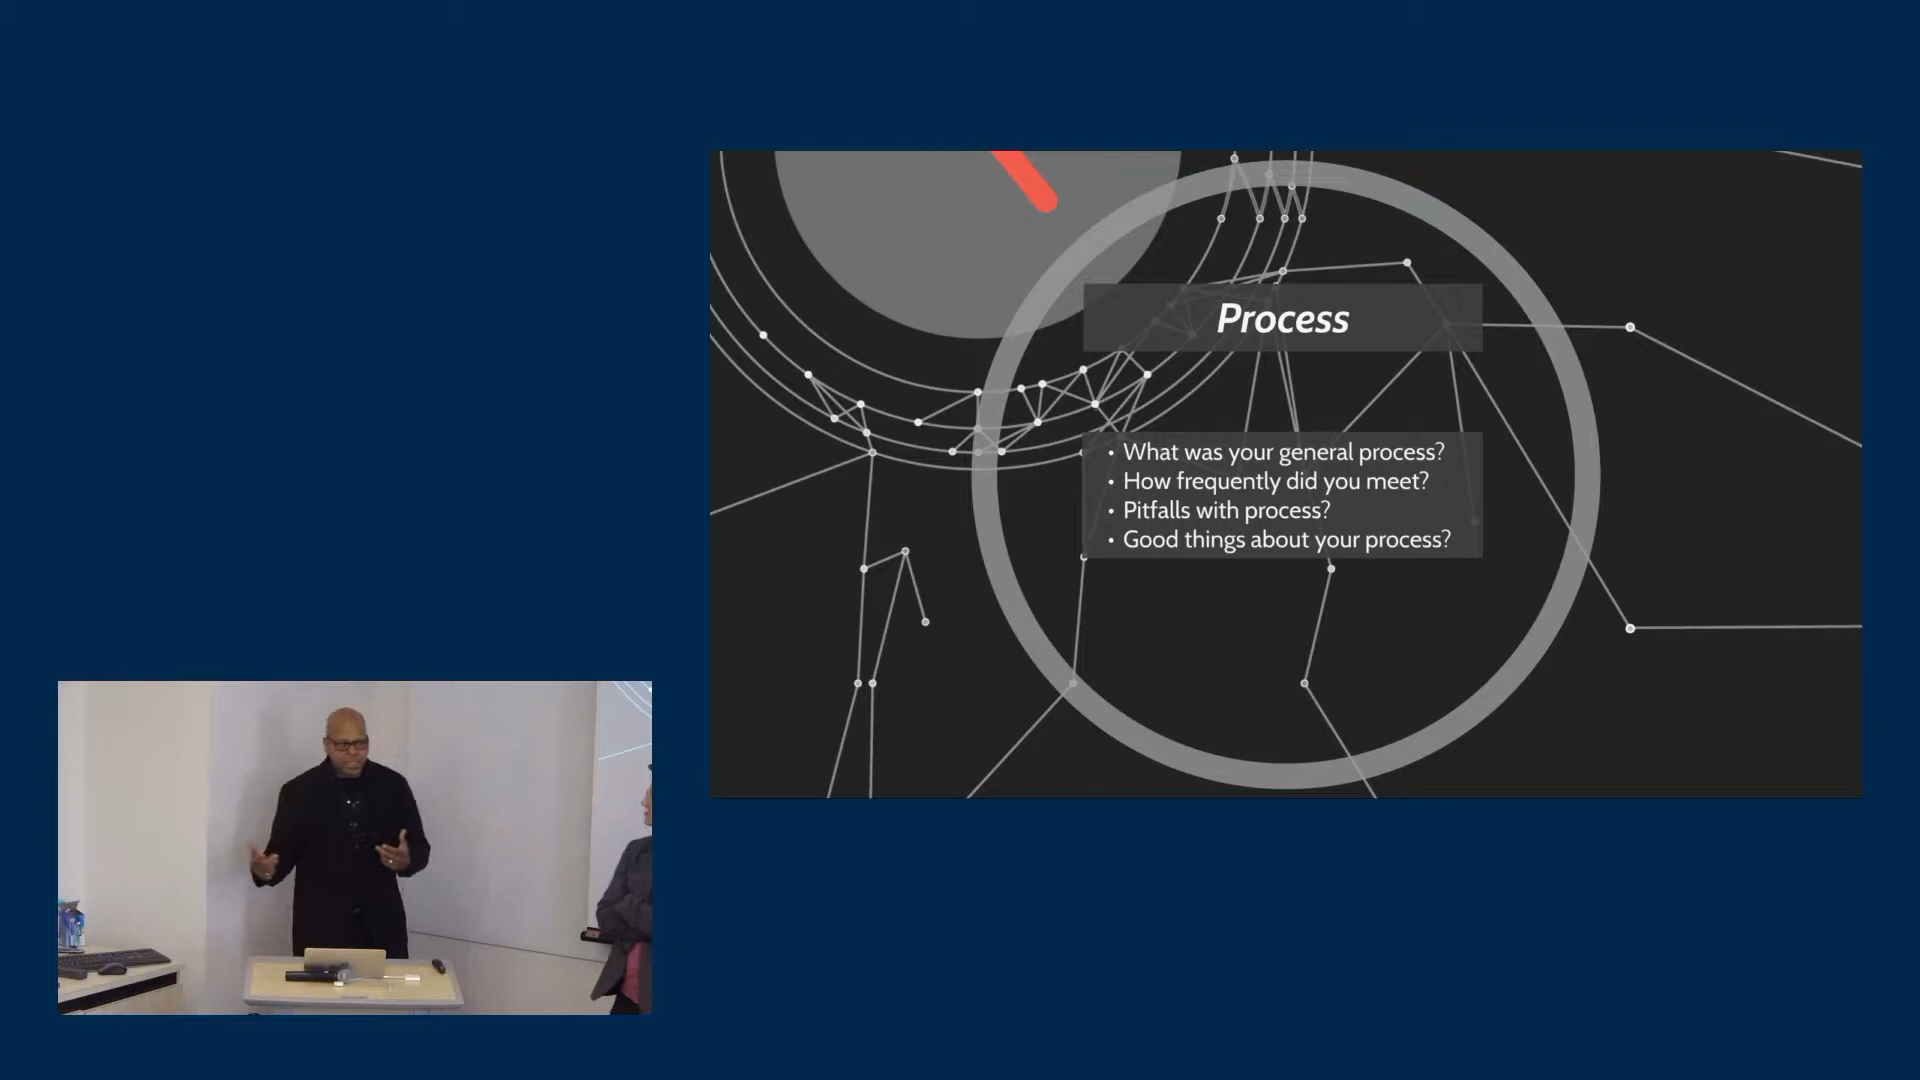 Process
• What was your general process?
• How frequently did you meet?
• Pitfalls with process?
• Good things about your process?